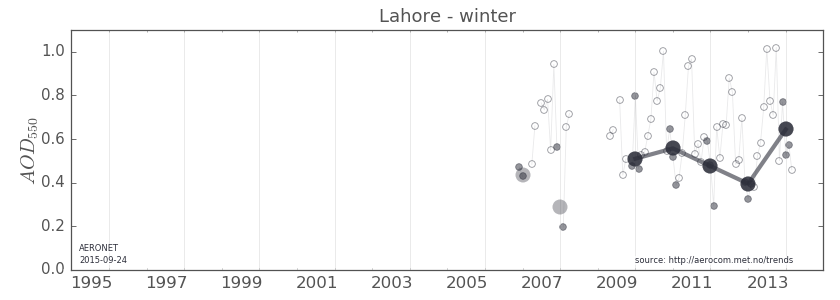 Lahore - winter
1.0
0.8
0.6
0.4
0.2
0.0
AOD550
AERONET
2015-09-24
source: http://aerocom.met.no/trends
1995 1997 1999 2001 2003 2005 2007 2009 2011 2013